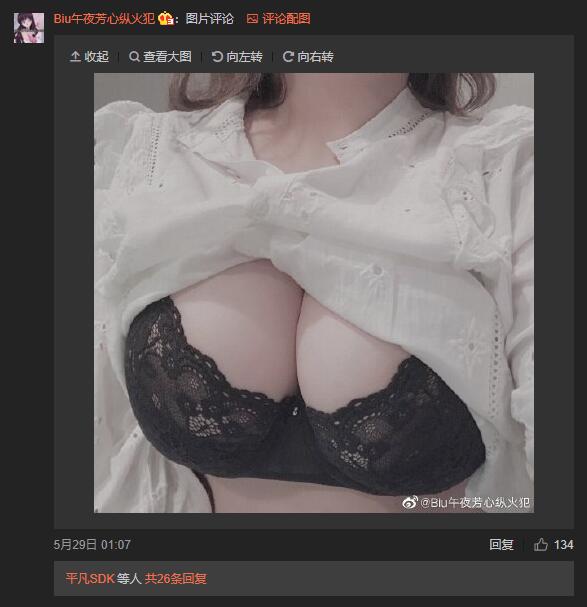 Biu午夜芳心纵火犯：图片评论 评论配图
收起 查看大图 向左转 向右转
@Biu午夜芳心纵火犯
5月29日 01:07 回复 134
平凡SDK 等人 共26条回复